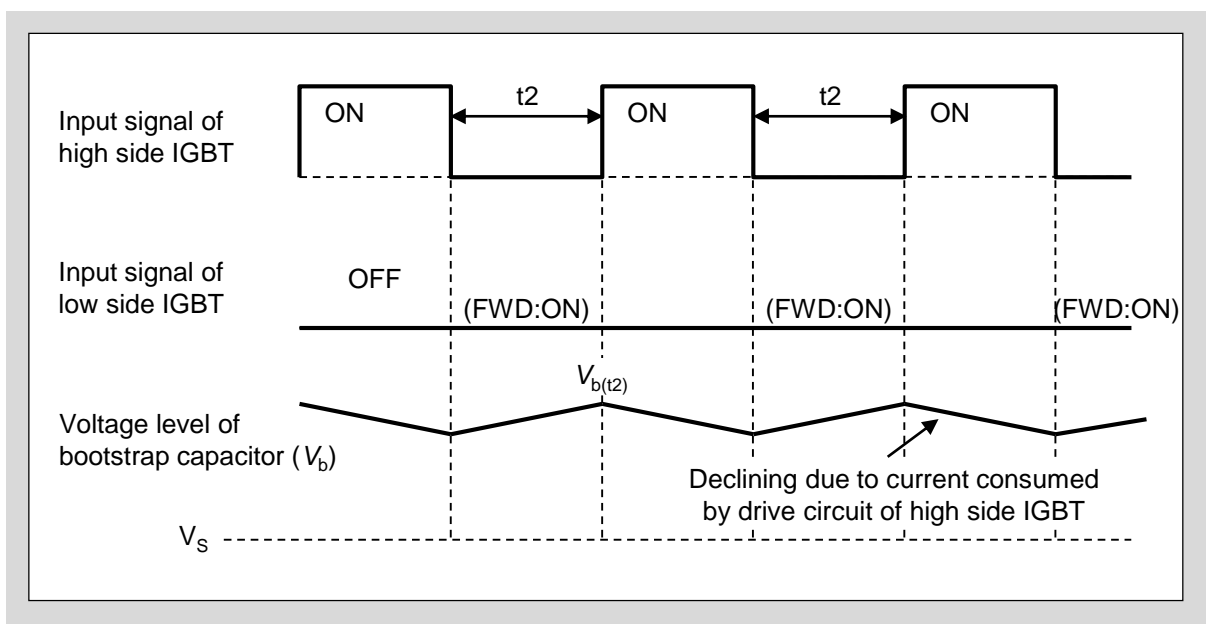 t2
t2
ON
ON
ON
Input signal of
high side IGBT
Input signal of
low side IGBT
OFF
(FWD:ON)
(FWD:ON)
(FWD:ON)
Vb(t2)
Voltage level of
bootstrap capacitor (Vb)
Declining due to current consumed
by drive circuit of high side IGBT
VS